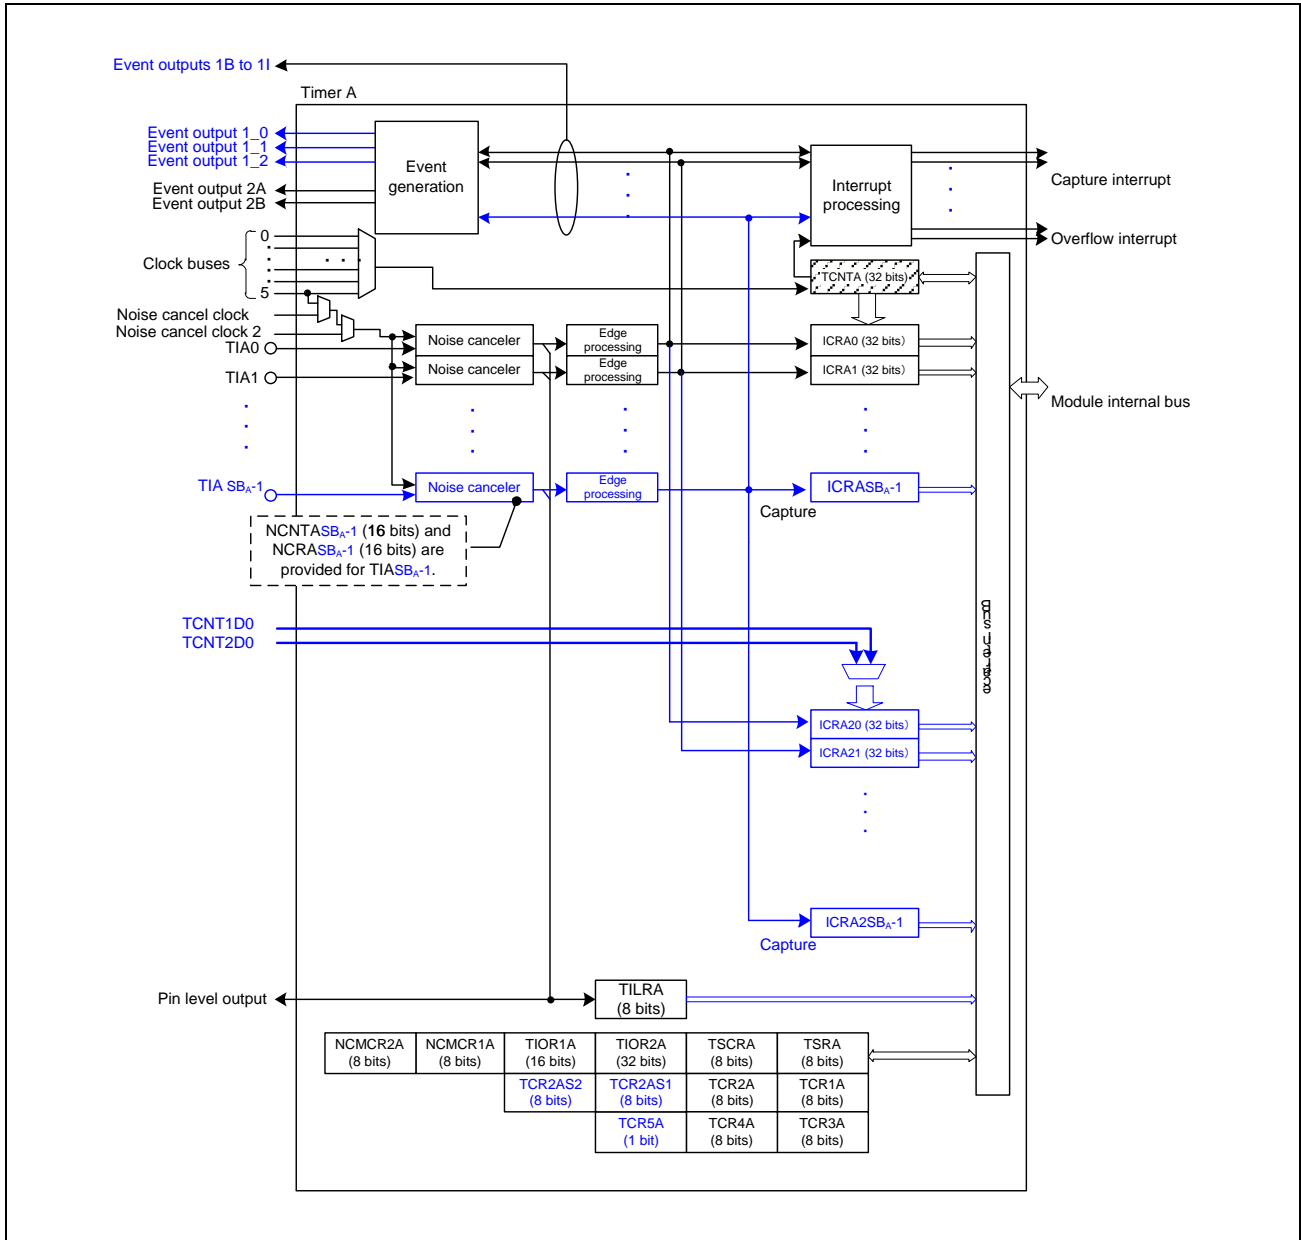 Event outputs 1B to 1I
Timer A
Event output 1_0
Event output 1_1
Event output 1_2
Event output 2A
Event output 2B
Event
generation
Interrupt
processing
Capture interrupt
Overflow interrupt
Clock buses
0
5
TCNTA (32 bits)
Noise cancel clock
Noise cancel clock 2
TIA0
TIA1
Noise canceler
Noise canceler
Edge
processing
Edge
processing
ICRA0 (32 bits)
ICRA1 (32 bits)
Module internal bus
TIA SBA-1
Noise canceler
Edge
processing
ICRASBA-1
Capture
NCNTASBA-1 (16 bits) and
NCRASBA-1 (16 bits) are
provided for TIASBA-1.
TCNT1D0
TCNT2D0
ICRA20 (32 bits)
ICRA21 (32 bits)
ICRA2SBA-1
Capture
Pin level output
TILRA
(8 bits)
NCMCR2A
(8 bits)
NCMCR1A
(8 bits)
TIOR1A
(16 bits)
TIOR2A
(32 bits)
TSCRA
(8 bits)
TSRA
(8 bits)
TCR2AS2
(8 bits)
TCR2AS1
(8 bits)
TCR2A
(8 bits)
TCR1A
(8 bits)
TCR5A
(1 bit)
TCR4A
(8 bits)
TCR3A
(8 bits)